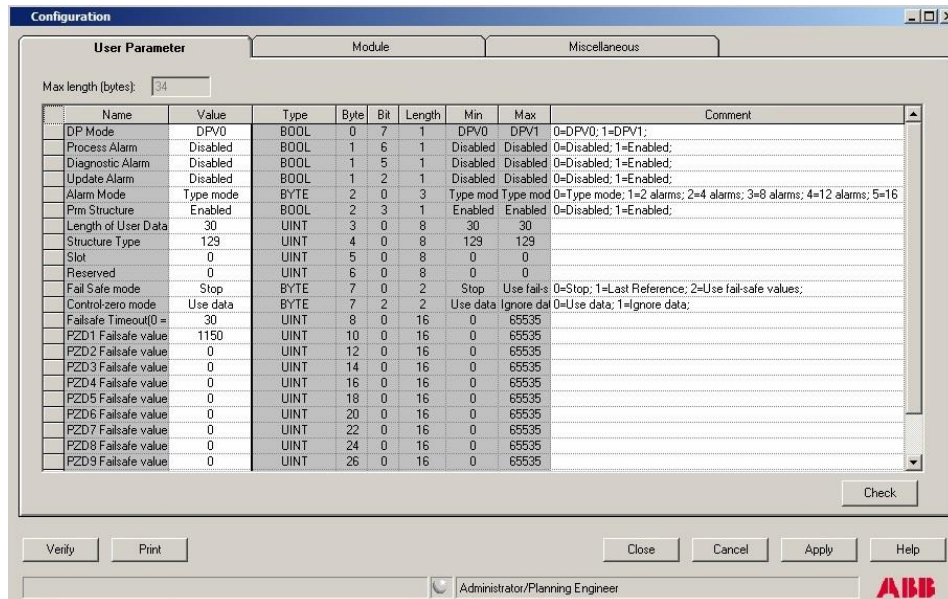 Configuration
User Parameter Module Miscellaneous
Max length (bytes): 34
Name Value Type Byte Bit Length Min Max Comment
DP Mode DPV0 BOOL 0 7 1 DPV0 DPV1 0=DPV0; 1=DPV1;
Process Alarm Disabled BOOL 1 6 1 Disabled Disabled 0=Disabled; 1=Enabled;
Diagnostic Alarm Disabled BOOL 1 5 1 Disabled Disabled 0=Disabled; 1=Enabled;
Update Alarm Disabled BOOL 1 2 1 Disabled Disabled 0=Disabled; 1=Enabled;
Alarm Mode Type mode BYTE 2 0 3 Type mod Type mod 0=Type mode; 1=2 alarms; 2=4 alarms; 3=8 alarms; 4=12 alarms; 5=16
Prm Structure Enabled BOOL 2 3 1 Enabled Enabled 0=Disabled; 1=Enabled;
Length of User Data 30 UINT 3 0 8 30 30
Structure Type 129 UINT 4 0 8 129 129
Slot 0 UINT 5 0 8 0 0
Reserved 0 UINT 6 0 8 0 0
Fail Safe mode Stop BYTE 7 0 2 Stop Use fail-s 0=Stop; 1=Last Reference; 2=Use fail-safe values;
Control-zero mode Use data BYTE 7 2 2 Use data Ignore dat 0=Use data; 1=Ignore data;
Failsafe Timeout(0 = 30 UINT 8 0 16 0 65535
PZD1 Failsafe value 1150 UINT 10 0 16 0 65535
PZD2 Failsafe value 0 UINT 12 0 16 0 65535
PZD3 Failsafe value 0 UINT 14 0 16 0 65535
PZD4 Failsafe value 0 UINT 16 0 16 0 65535
PZD5 Failsafe value 0 UINT 18 0 16 0 65535
PZD6 Failsafe value 0 UINT 20 0 16 0 65535
PZD7 Failsafe value 0 UINT 22 0 16 0 65535
PZD8 Failsafe value 0 UINT 24 0 16 0 65535
PZD9 Failsafe value 0 UINT 26 0 16 0 65535
Check
Verify Print Close Cancel Apply Help
Administrator/Planning Engineer ABB